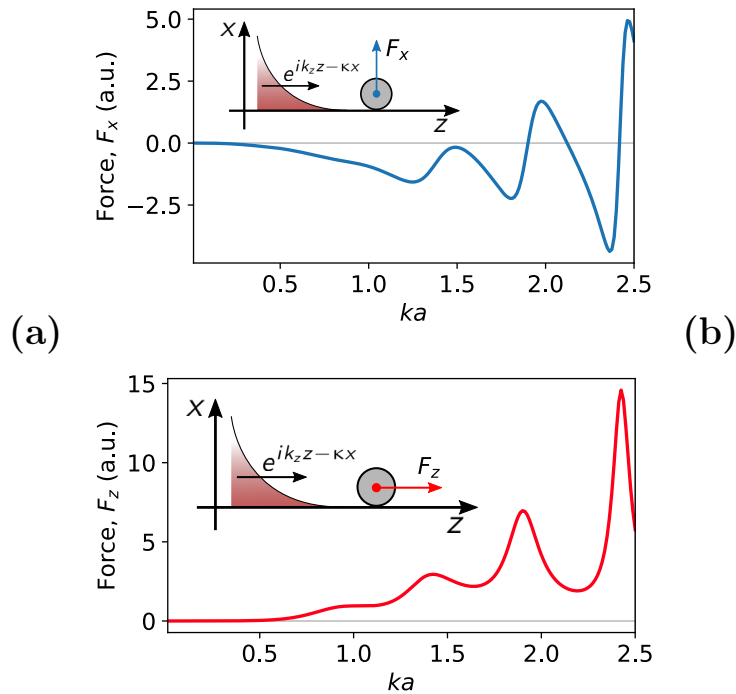 5.0
2.5
0.0
−2.5
Force, F_x (a.u.)
x
e^{ik_z z−κx}
F_x
z
0.5 1.0 1.5 2.0 2.5
ka
(a) (b)
15
10
5
0
Force, F_z (a.u.)
x
e^{ik_z z−κx}
F_z
z
0.5 1.0 1.5 2.0 2.5
ka